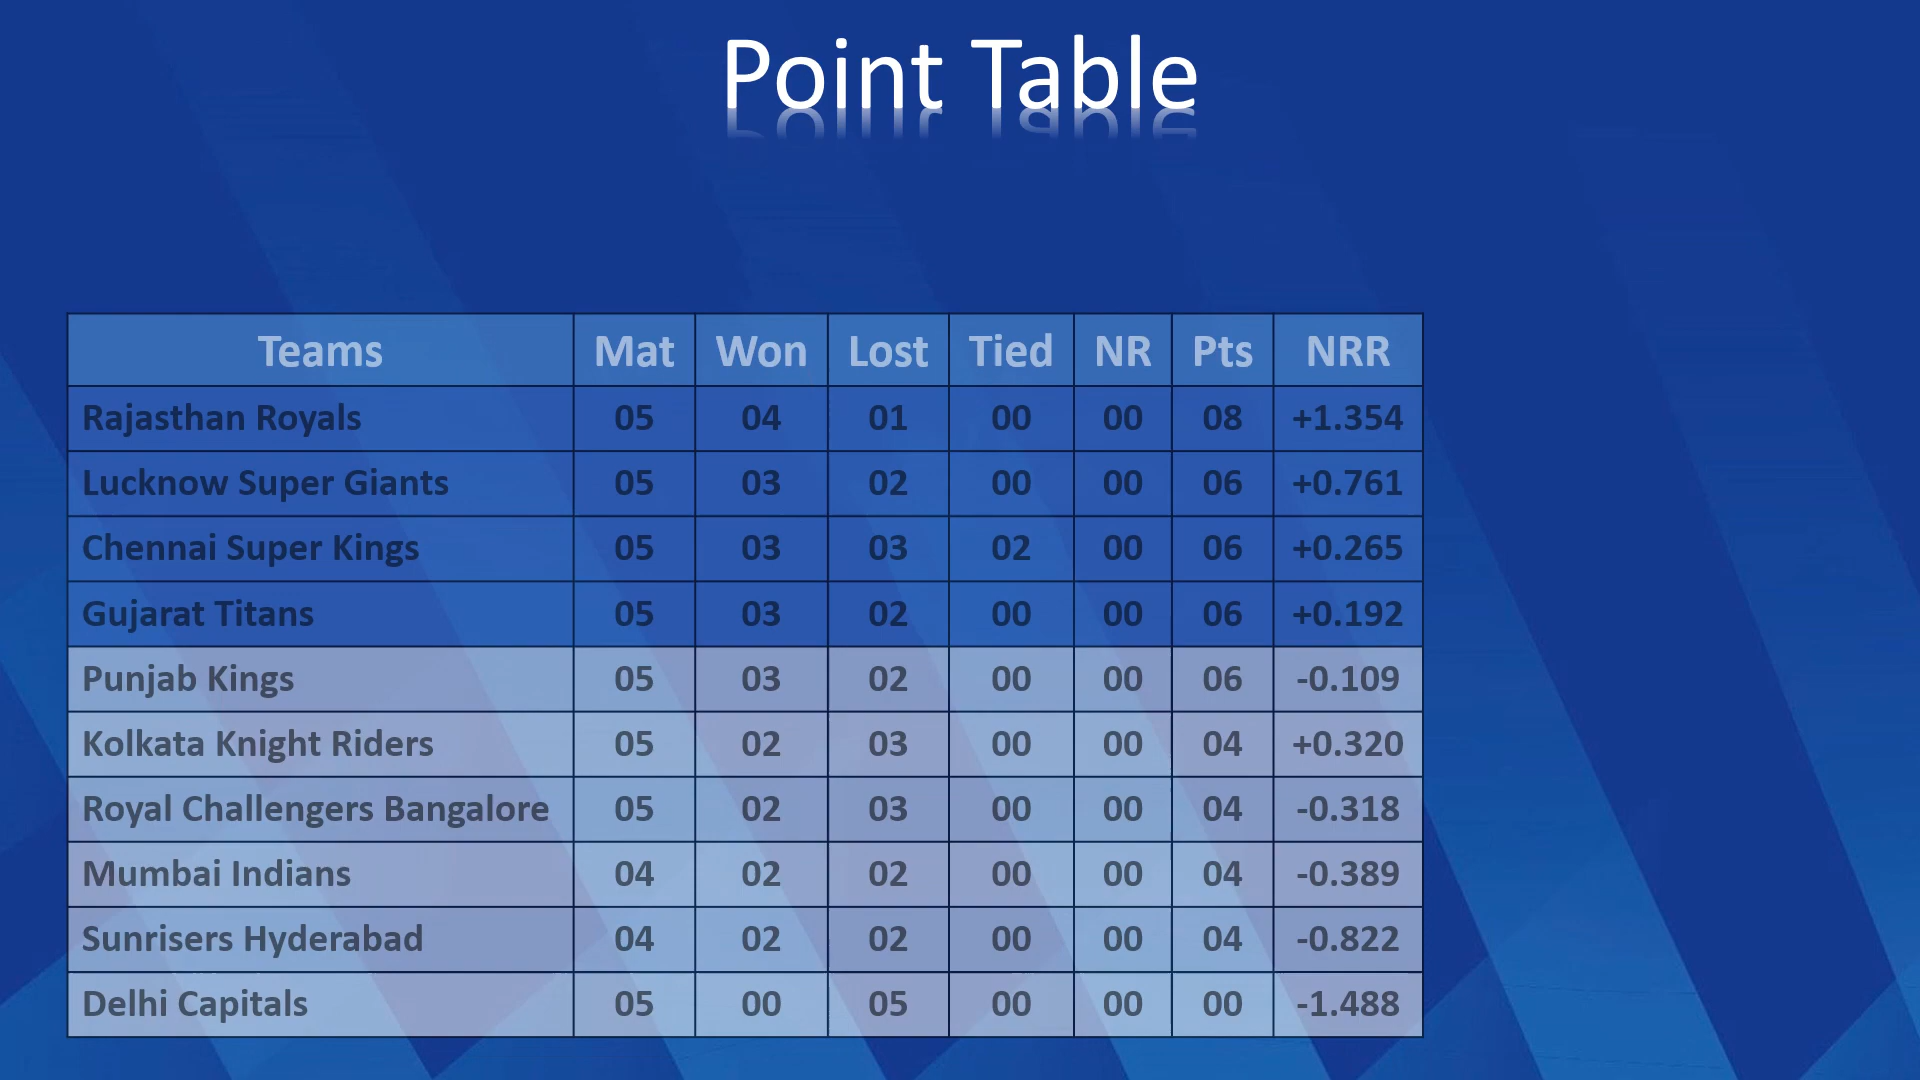 Point Table
Teams Mat Won Lost Tied NR Pts NRR
Rajasthan Royals 05 04 01 00 00 08 +1.354
Lucknow Super Giants 05 03 02 00 00 06 +0.761
Chennai Super Kings 05 03 03 02 00 06 +0.265
Gujarat Titans 05 03 02 00 00 06 +0.192
Punjab Kings 05 03 02 00 00 06 -0.109
Kolkata Knight Riders 05 02 03 00 00 04 +0.320
Royal Challengers Bangalore 05 02 03 00 00 04 -0.318
Mumbai Indians 04 02 02 00 00 04 -0.389
Sunrisers Hyderabad 04 02 02 00 00 04 -0.822
Delhi Capitals 05 00 05 00 00 00 -1.488